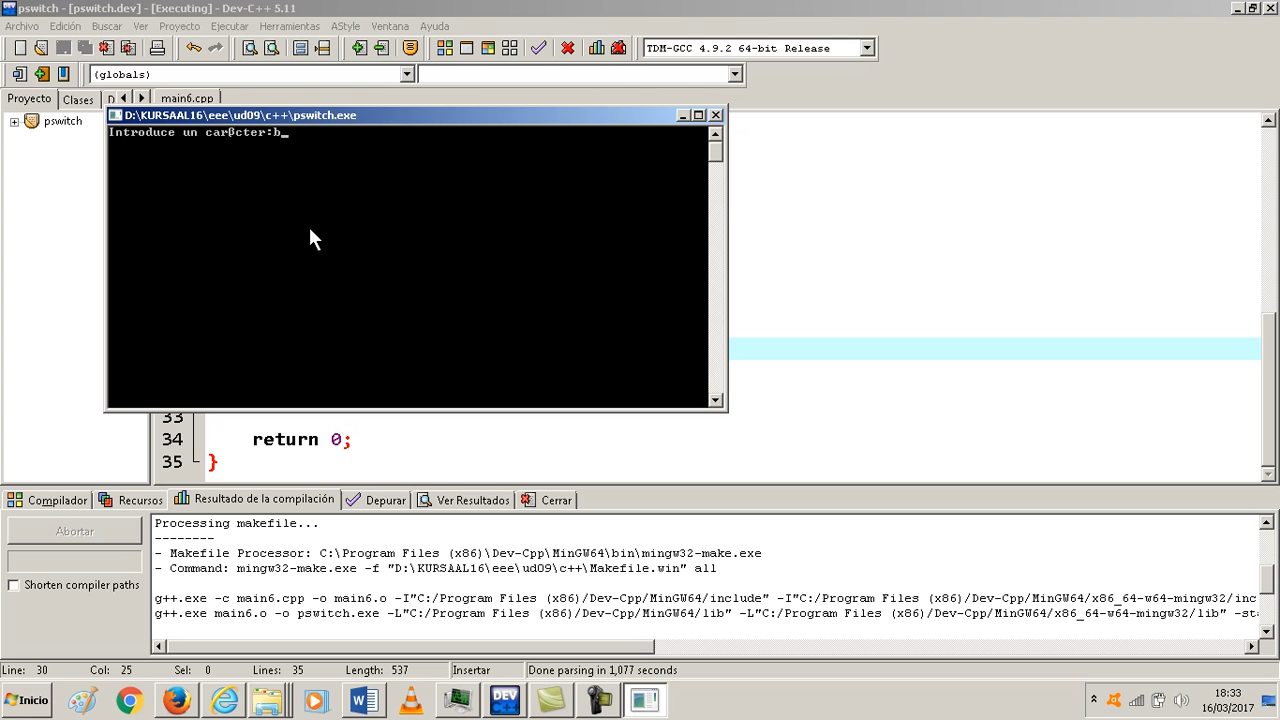 pswitch - [pswitch.dev] - [Executing] - Dev-C++ 5.11
Archivo Edición Buscar Ver Proyecto Ejecutar Herramientas AStyle Ventana Ayuda
TDM-GCC 4.9.2 64-bit Release
(globals)
Proyecto Clases D main6.cpp
pswitch
D:\KURSAAL16\eee\ud09\c++\pswitch.exe
Introduce un carßcter:b_
33
34 return 0;
35 }
Compilador Recursos Resultado de la compilación Depurar Ver Resultados Cerrar
Abortar
Shorten compiler paths
Processing makefile...
--------
- Makefile Processor: C:\Program Files (x86)\Dev-Cpp\MinGW64\bin\mingw32-make.exe
- Command: mingw32-make.exe -f "D:\KURSAAL16\eee\ud09\c++\Makefile.win" all
g++.exe -c main6.cpp -o main6.o -I"C:/Program Files (x86)/Dev-Cpp/MinGW64/include" -I"C:/Program Files (x86)/Dev-Cpp/MinGW64/x86_64-w64-mingw32/inc
g++.exe main6.o -o pswitch.exe -L"C:/Program Files (x86)/Dev-Cpp/MinGW64/lib" -L"C:/Program Files (x86)/Dev-Cpp/MinGW64/x86_64-w64-mingw32/lib" -st
Line: 30 Col: 25 Sel: 0 Lines: 35 Length: 537 Insertar Done parsing in 1,077 seconds
Inicio
DEV
C++
18:33
16/03/2017